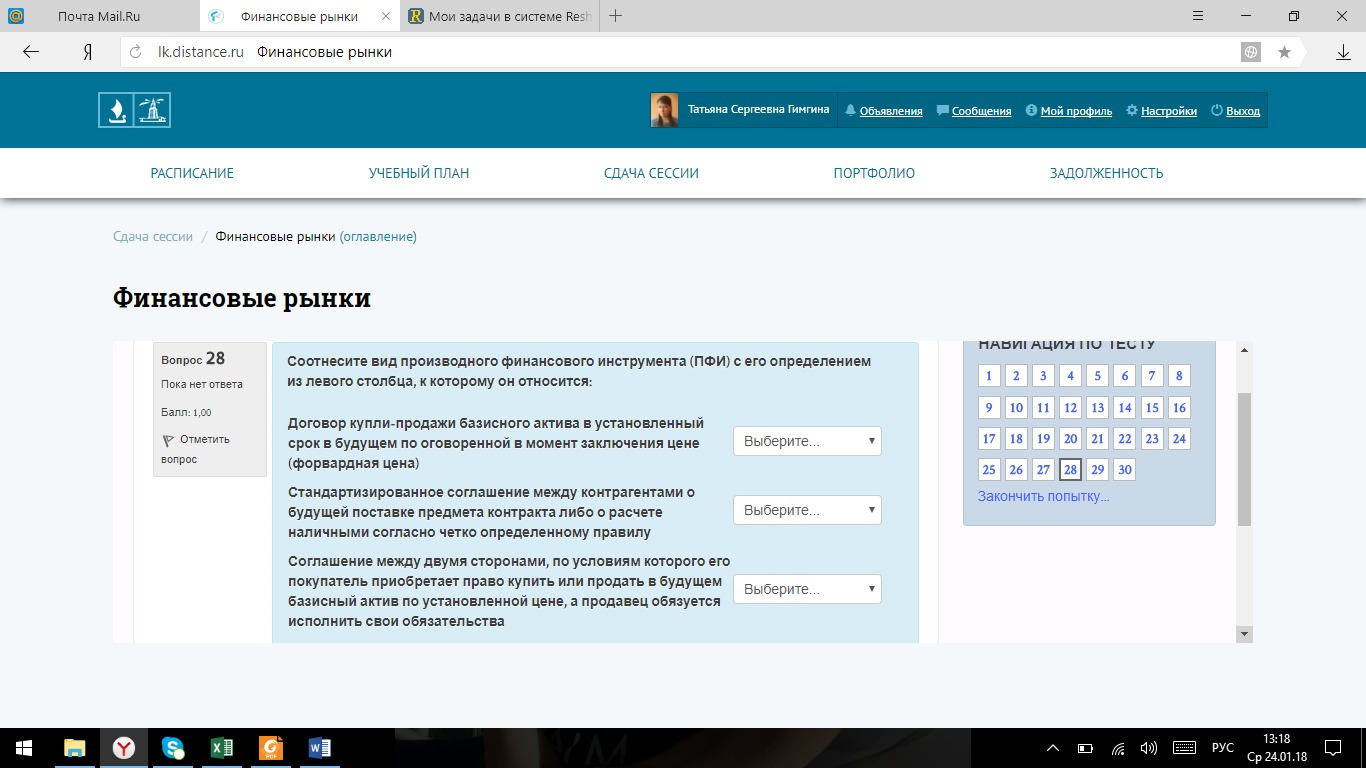 Почта Mail.Ru
Финансовые рынки
Мои задачи в системе Resh
Я
lk.distance.ru Финансовые рынки
Татьяна Сергеевна Гимгина
Объявления
Сообщения
Мой профиль
Настройки
Выход
РАСПИСАНИЕ
УЧЕБНЫЙ ПЛАН
СДАЧА СЕССИИ
ПОРТФОЛИО
ЗАДОЛЖЕННОСТЬ
Сдача сессии / Финансовые рынки (оглавление)
Финансовые рынки
Вопрос 28
Пока нет ответа
Балл: 1,00
Отметить
вопрос
Соотнесите вид производного финансового инструмента (ПФИ) с его определением
из левого столбца, к которому он относится:
Договор купли-продажи базисного актива в установленный
срок в будущем по оговоренной в момент заключения цене
(форвардная цена)
Выберите...
Стандартизированное соглашение между контрагентами о
будущей поставке предмета контракта либо о расчете
наличными согласно четко определенному правилу
Выберите...
Соглашение между двумя сторонами, по условиям которого его
покупатель приобретает право купить или продать в будущем
базисный актив по установленной цене, а продавец обязуется
исполнить свои обязательства
Выберите...
НАВИГАЦИЯ ПО ТЕСТУ
1 2 3 4 5 6 7 8
9 10 11 12 13 14 15 16
17 18 19 20 21 22 23 24
25 26 27 28 29 30
Закончить попытку...
РУС
13:18
Ср 24.01.18